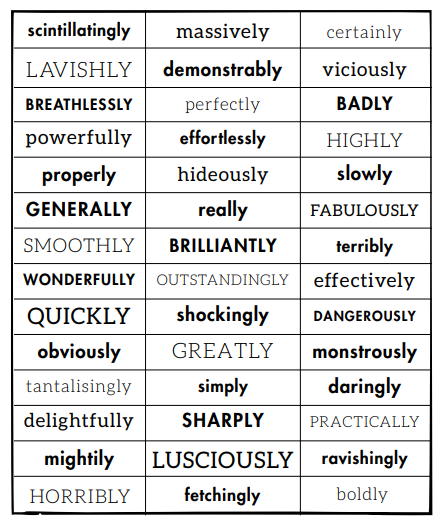 scintillatingly massively certainly
LAVISHLY demonstrably viciously
BREATHLESSLY perfectly BADLY
powerfully effortlessly HIGHLY
properly hideously slowly
GENERALLY really FABULOUSLY
SMOOTHLY BRILLIANTLY terribly
WONDERFULLY OUTSTANDINGLY effectively
QUICKLY shockingly DANGEROUSLY
obviously GREATLY monstrously
tantalisingly simply daringly
delightfully SHARPLY PRACTICALLY
mightily LUSCIOUSLY ravishingly
HORRIBLY fetchingly boldly